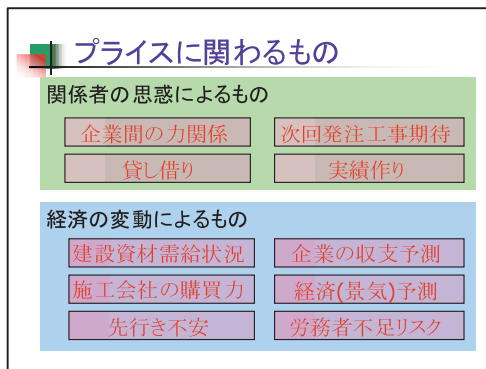 プライスに関わるもの
関係者の思惑によるもの
企業間の力関係
次回発注工事期待
貸し借り
実績作り
経済の変動によるもの
建設資材需給状況
企業の収支予測
施工会社の購買力
経済(景気)予測
先行き不安
労務者不足リスク